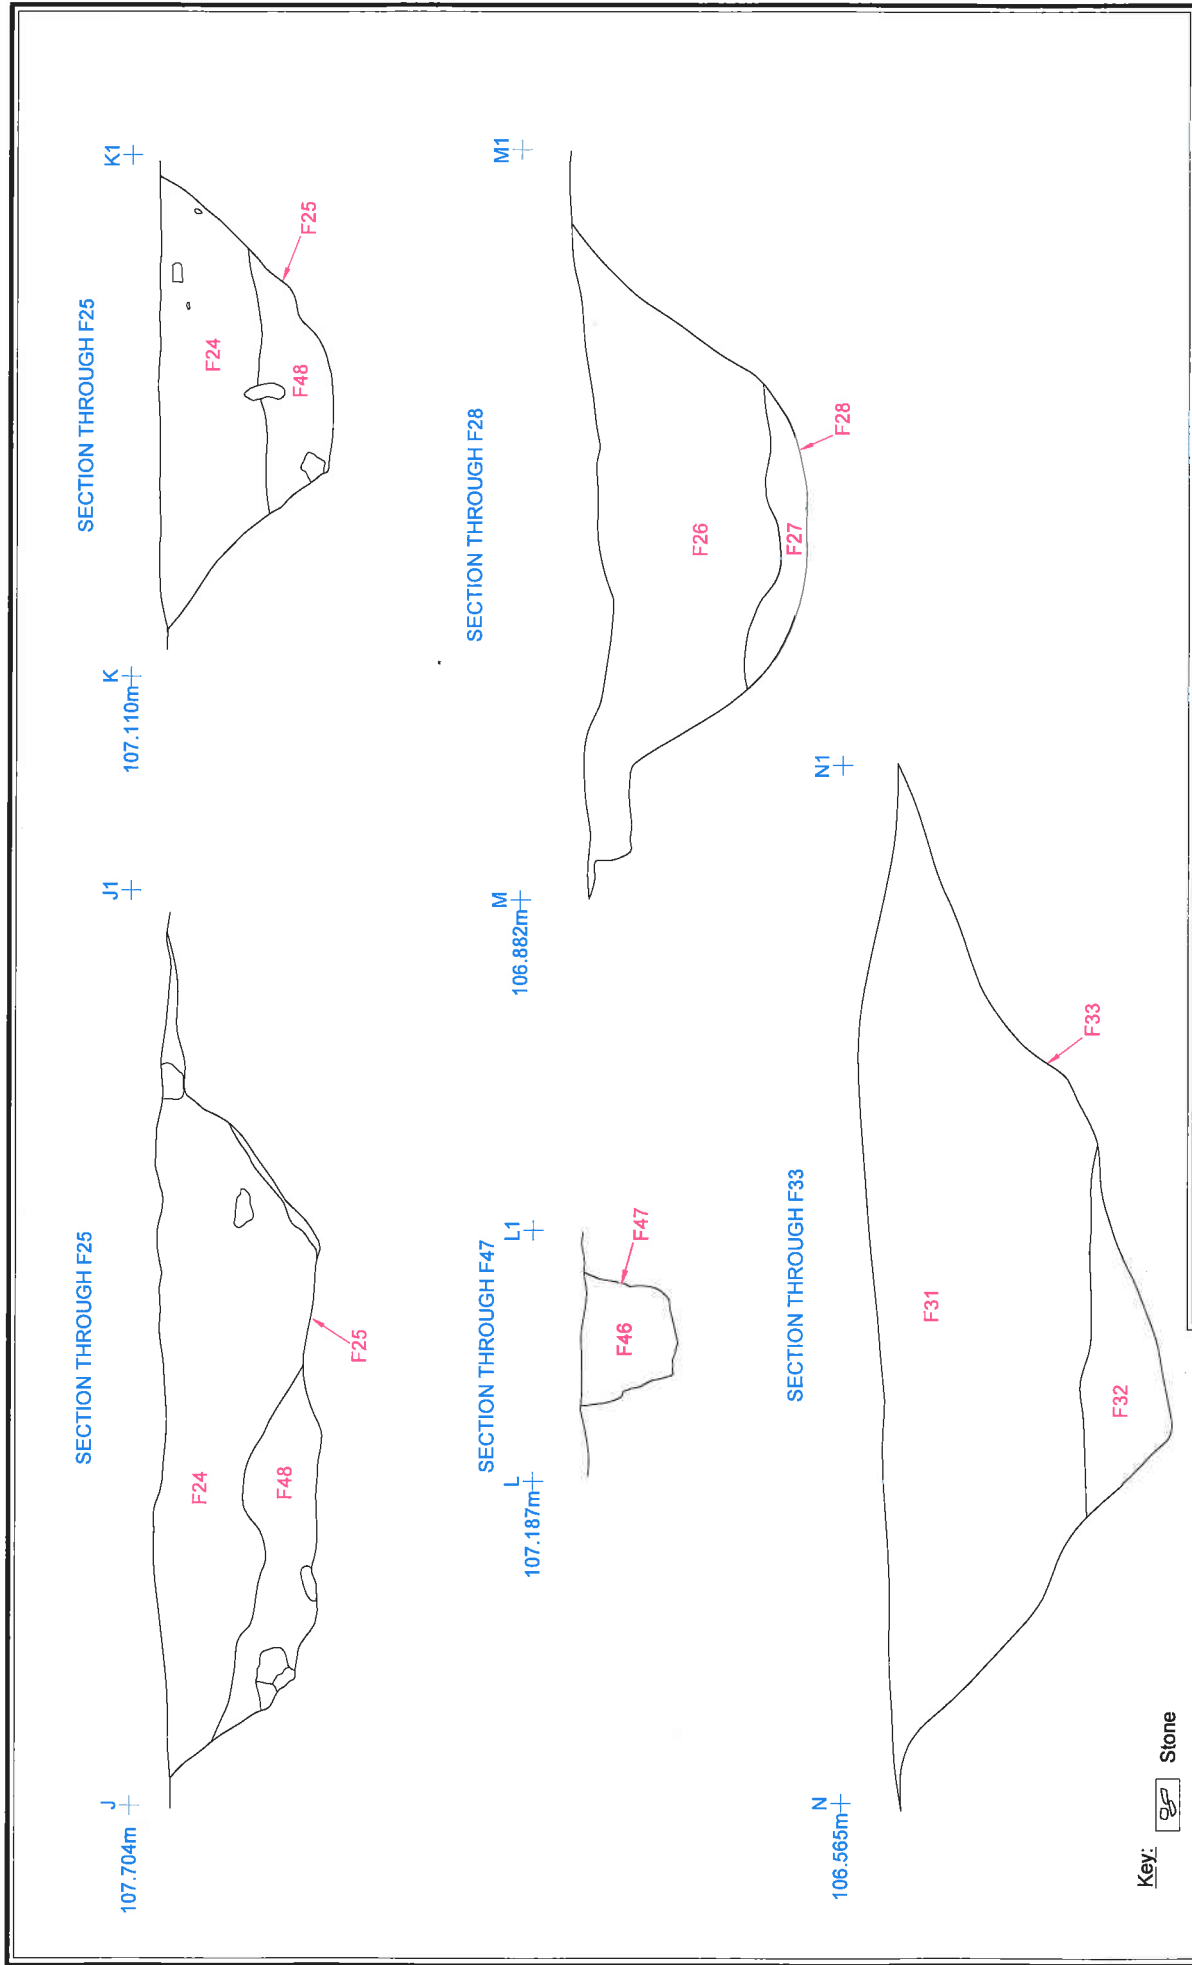 SECTION THROUGH F25
J
107.704m
J1
F24
F48
F25
SECTION THROUGH F25
K
107.110m
K1
F24
F48
F25
SECTION THROUGH F47
L
107.187m
L1
F46
F47
SECTION THROUGH F28
M
106.882m
M1
F26
F27
F28
SECTION THROUGH F33
N
106.565m
N1
F31
F32
F33
Key:
Stone